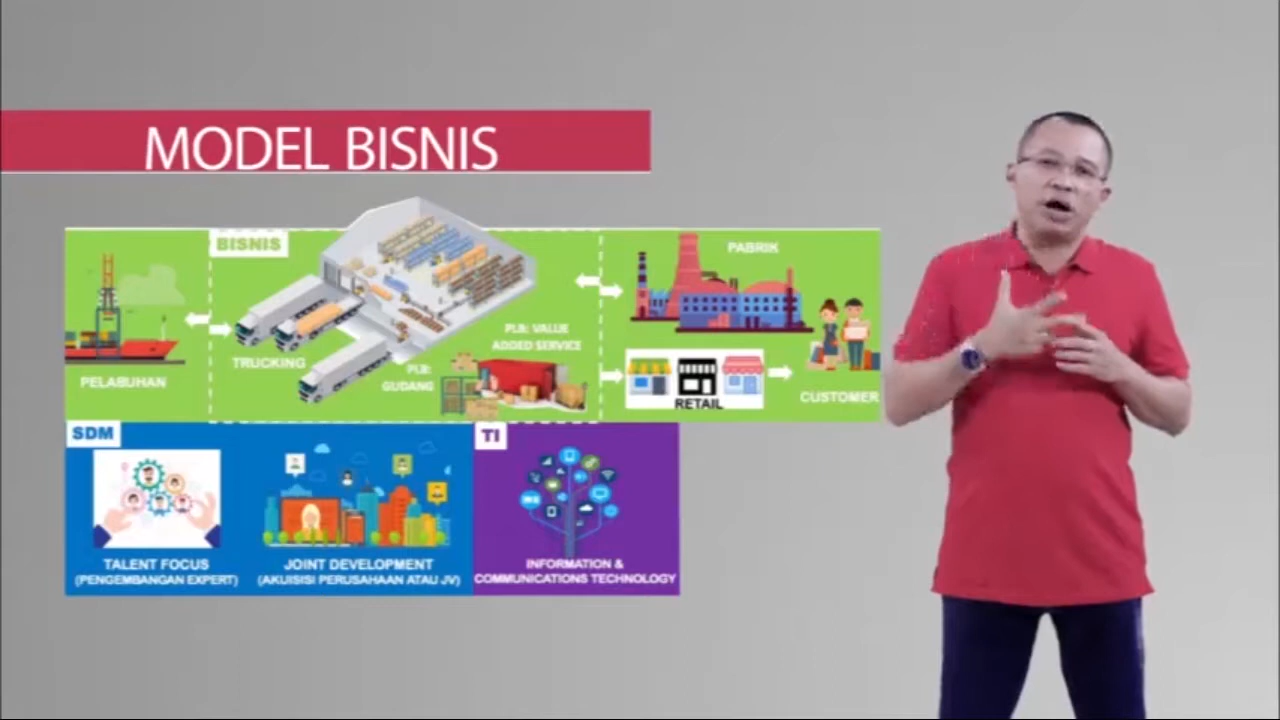 MODEL BISNIS
BISNIS
PABRIK
PLB: VALUE
ADDED SERVICE
TRUCKING
PLB:
GUDANG
PELABUHAN
RETAIL
CUSTOMER
SDM
TI
TALENT FOCUS
(PENGEMBANGAN EXPERT)
JOINT DEVELOPMENT
(AKUISISI PERUSAHAAN ATAU JV)
INFORMATION &
COMMUNICATIONS TECHNOLOGY